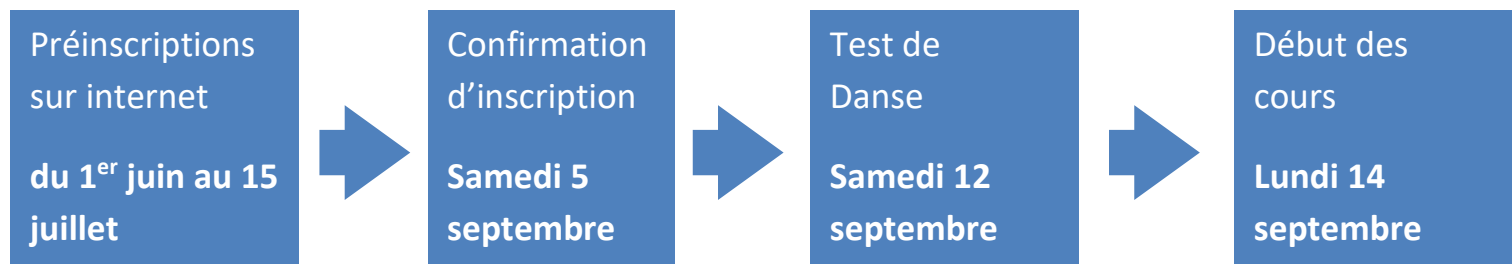 Préinscriptions
sur internet
du 1er juin au 15
juillet
Confirmation
d’inscription
Samedi 5
septembre
Test de
Danse
Samedi 12
septembre
Début des
cours
Lundi 14
septembre